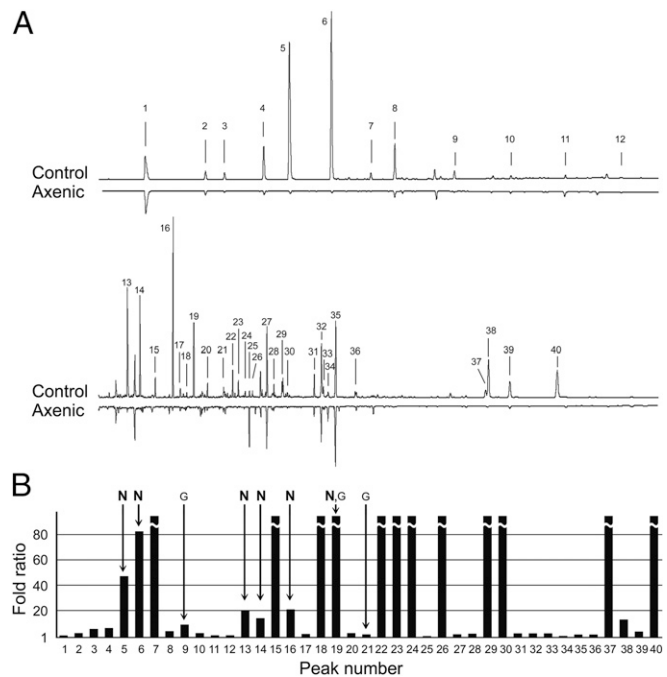 A
1 2 3 4 5 6 7 8 9 10 11 12
Control
Axenic
13 14 15 16 17 18 19 20 21 22 23 24 25 26 27 28 29 30 31 32 33 34 35 36 37 38 39 40
Control
Axenic
B
N N G N N N N,G G
Fold ratio
80
60
40
20
1
1 2 3 4 5 6 7 8 9 10 11 12 13 14 15 16 17 18 19 20 21 22 23 24 25 26 27 28 29 30 31 32 33 34 35 36 37 38 39 40
Peak number